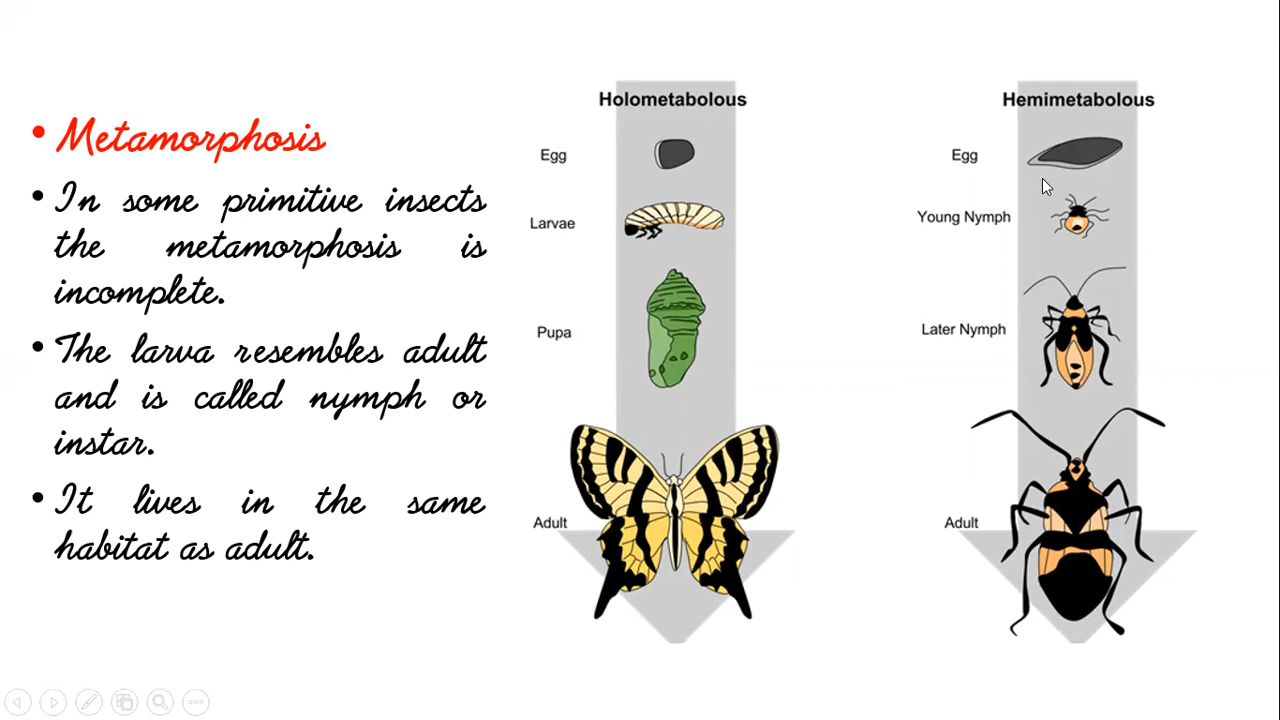 • Metamorphosis
• In some primitive insects
the metamorphosis is
incomplete.
• The larva resembles adult
and is called nymph or
instar.
• It lives in the same
habitat as adult.
Holometabolous
Egg
Larvae
Pupa
Adult
Hemimetabolous
Egg
Young Nymph
Later Nymph
Adult